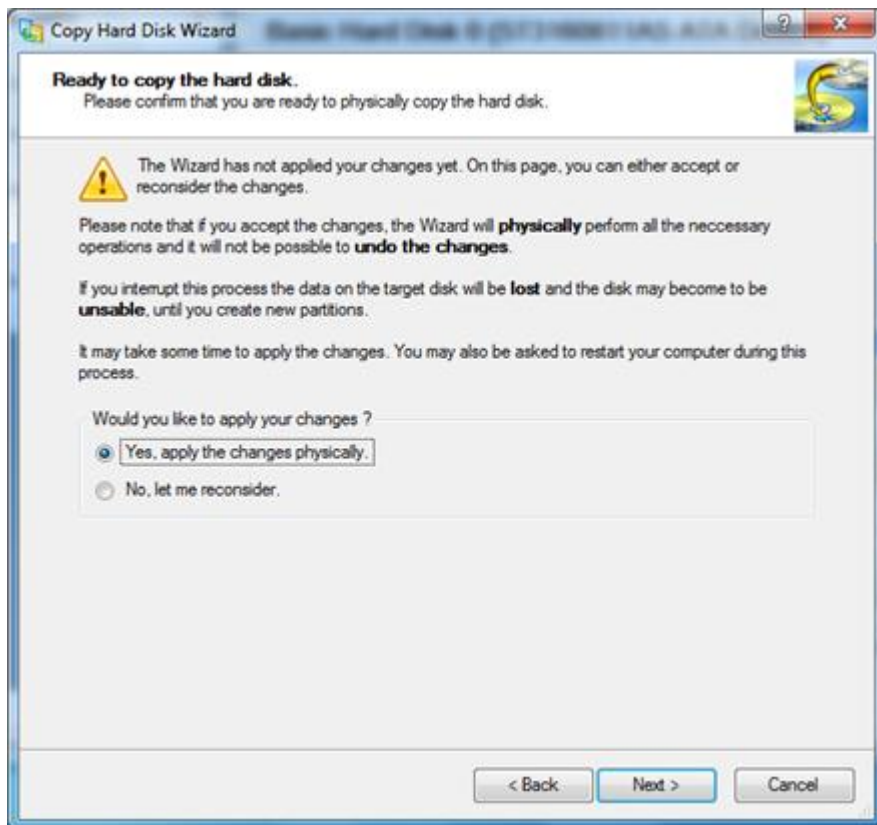 Copy Hard Disk Wizard
Ready to copy the hard disk.
Please confirm that you are ready to physically copy the hard disk.
The Wizard has not applied your changes yet. On this page, you can either accept or
reconsider the changes.
Please note that if you accept the changes, the Wizard will physically perform all the neccessary
operations and it will not be possible to undo the changes.
If you interrupt this process the data on the target disk will be lost and the disk may become to be
unsable, until you create new partitions.
It may take some time to apply the changes. You may also be asked to restart your computer during this
process.
Would you like to apply your changes ?
Yes, apply the changes physically.
No, let me reconsider.
< Back
Next >
Cancel